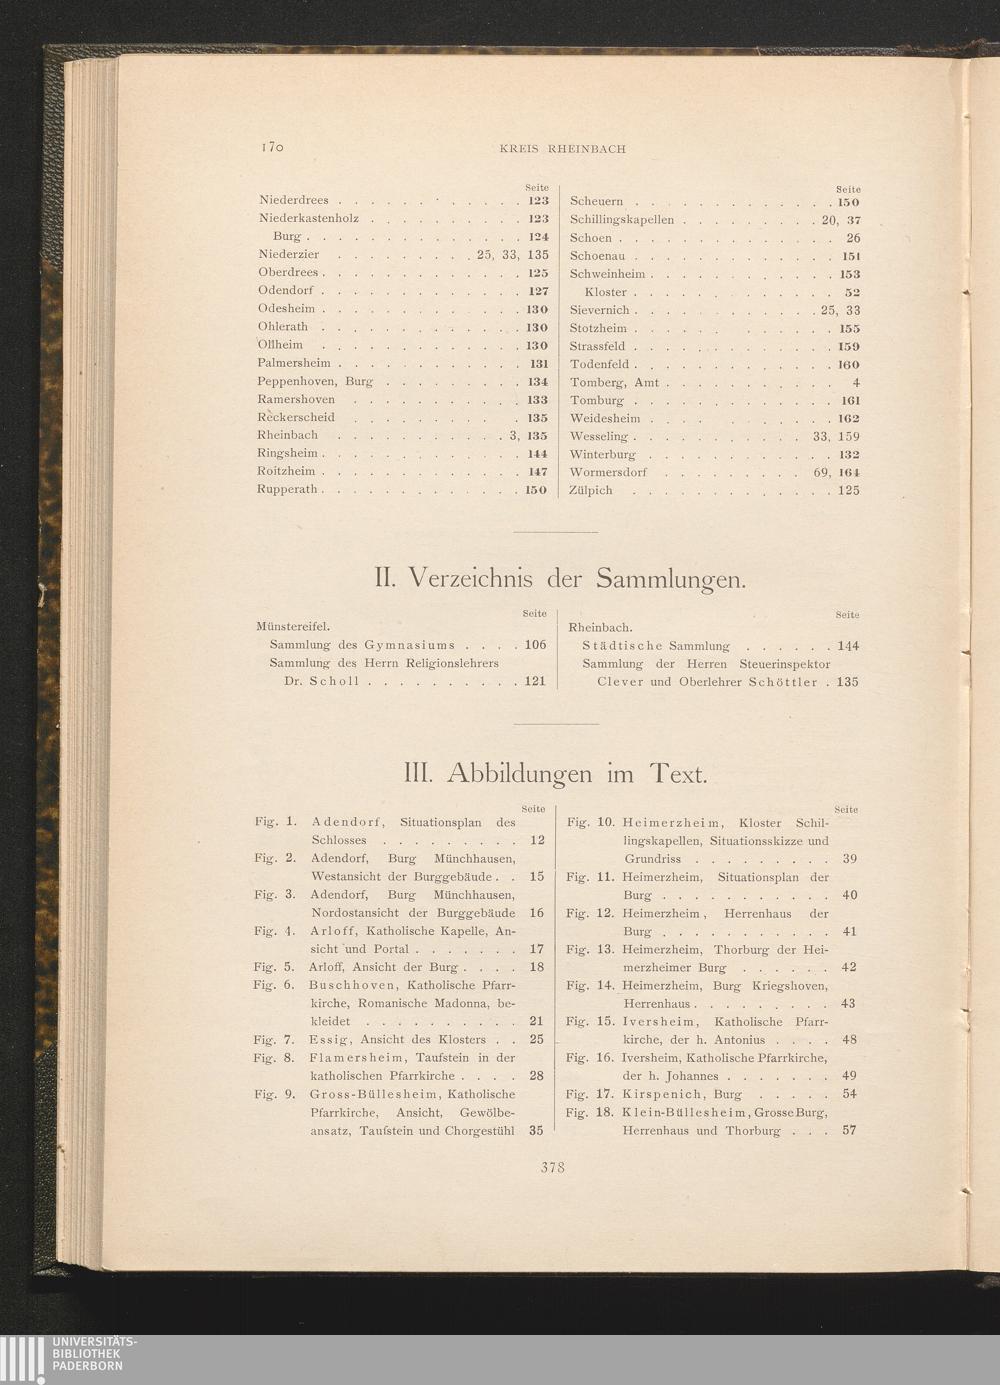 170
KREIS RHEINBACH
Seite
Niederdrees . . . . . . . . . . . . 123
Niederkastenholz . . . . . . . . . . 123
Burg . . . . . . . . . . . . . . 124
Niederzier . . . . . . . . . 25, 33, 135
Oberdrees . . . . . . . . . . . . . 125
Odendorf . . . . . . . . . . . . . 127
Odesheim . . . . . . . . . . . . . 130
Ohlerath . . . . . . . . . . . . . 130
Ollheim . . . . . . . . . . . . . 130
Palmersheim . . . . . . . . . . . . 131
Peppenhoven, Burg . . . . . . . . . 134
Ramershoven . . . . . . . . . . . 133
Reckerscheid . . . . . . . . . . 135
Rheinbach . . . . . . . . . . . 3, 135
Ringsheim . . . . . . . . . . . . . 144
Roitzheim . . . . . . . . . . . . . 147
Rupperath . . . . . . . . . . . . . 150
Seite
Scheuern . . . . . . . . . . . . . 150
Schillingskapellen . . . . . . . . . 20, 37
Schoen . . . . . . . . . . . . . . 26
Schoenau . . . . . . . . . . . . . 151
Schweinheim . . . . . . . . . . . . 153
Kloster . . . . . . . . . . . . . 52
Sievernich . . . . . . . . . . . . 25, 33
Stotzheim . . . . . . . . . . . . . 155
Strassfeld . . . . . . . . . . . . . 159
Todenfeld . . . . . . . . . . . . . 160
Tomberg, Amt . . . . . . . . . . . 4
Tomburg . . . . . . . . . . . . . 161
Weidesheim . . . . . . . . . . . . 162
Wesseling . . . . . . . . . . . 33, 159
Winterburg . . . . . . . . . . . . 132
Wormersdorf . . . . . . . . . 69, 164
Zülpich . . . . . . . . . . . . . 125
II. Verzeichnis der Sammlungen.
Seite
Münstereifel.
Sammlung des Gymnasiums . . . . 106
Sammlung des Herrn Religionslehrers
Dr. Scholl . . . . . . . . . . 121
Seite
Rheinbach.
Städtische Sammlung . . . . . . 144
Sammlung der Herren Steuerinspektor
Clever und Oberlehrer Schöttler . 135
III. Abbildungen im Text.
Seite
Fig. 1. Adendorf, Situationsplan des
Schlosses . . . . . . . . . 12
Fig. 2. Adendorf, Burg Münchhausen,
Westansicht der Burggebäude . . 15
Fig. 3. Adendorf, Burg Münchhausen,
Nordostansicht der Burggebäude 16
Fig. 4. Arloff, Katholische Kapelle, An-
sicht und Portal . . . . . . . 17
Fig. 5. Arloff, Ansicht der Burg . . . . 18
Fig. 6. Buschhoven, Katholische Pfarr-
kirche, Romanische Madonna, be-
kleidet . . . . . . . . . . 21
Fig. 7. Essig, Ansicht des Klosters . . 25
Fig. 8. Flamersheim, Taufstein in der
katholischen Pfarrkirche . . . . 28
Fig. 9. Gross-Büllesheim, Katholische
Pfarrkirche, Ansicht, Gewölbe-
ansatz, Taufstein und Chorgestühl 35
Seite
Fig. 10. Heimerzheim, Kloster Schil-
lingskapellen, Situationsskizze und
Grundriss . . . . . . . . . 39
Fig. 11. Heimerzheim, Situationsplan der
Burg . . . . . . . . . . . 40
Fig. 12. Heimerzheim, Herrenhaus der
Burg . . . . . . . . . . . 41
Fig. 13. Heimerzheim, Thorburg der Hei-
merzheimer Burg . . . . . . 42
Fig. 14. Heimerzheim, Burg Kriegshoven,
Herrenhaus . . . . . . . . . 43
Fig. 15. Iversheim, Katholische Pfarr-
kirche, der h. Antonius . . . . 48
Fig. 16. Iversheim, Katholische Pfarrkirche,
der h. Johannes . . . . . . . 49
Fig. 17. Kirspenich, Burg . . . . . 54
Fig. 18. Klein-Büllesheim, Grosse Burg,
Herrenhaus und Thorburg . . . 57
378
UNIVERSITÄTS-
BIBLIOTHEK
PADERBORN